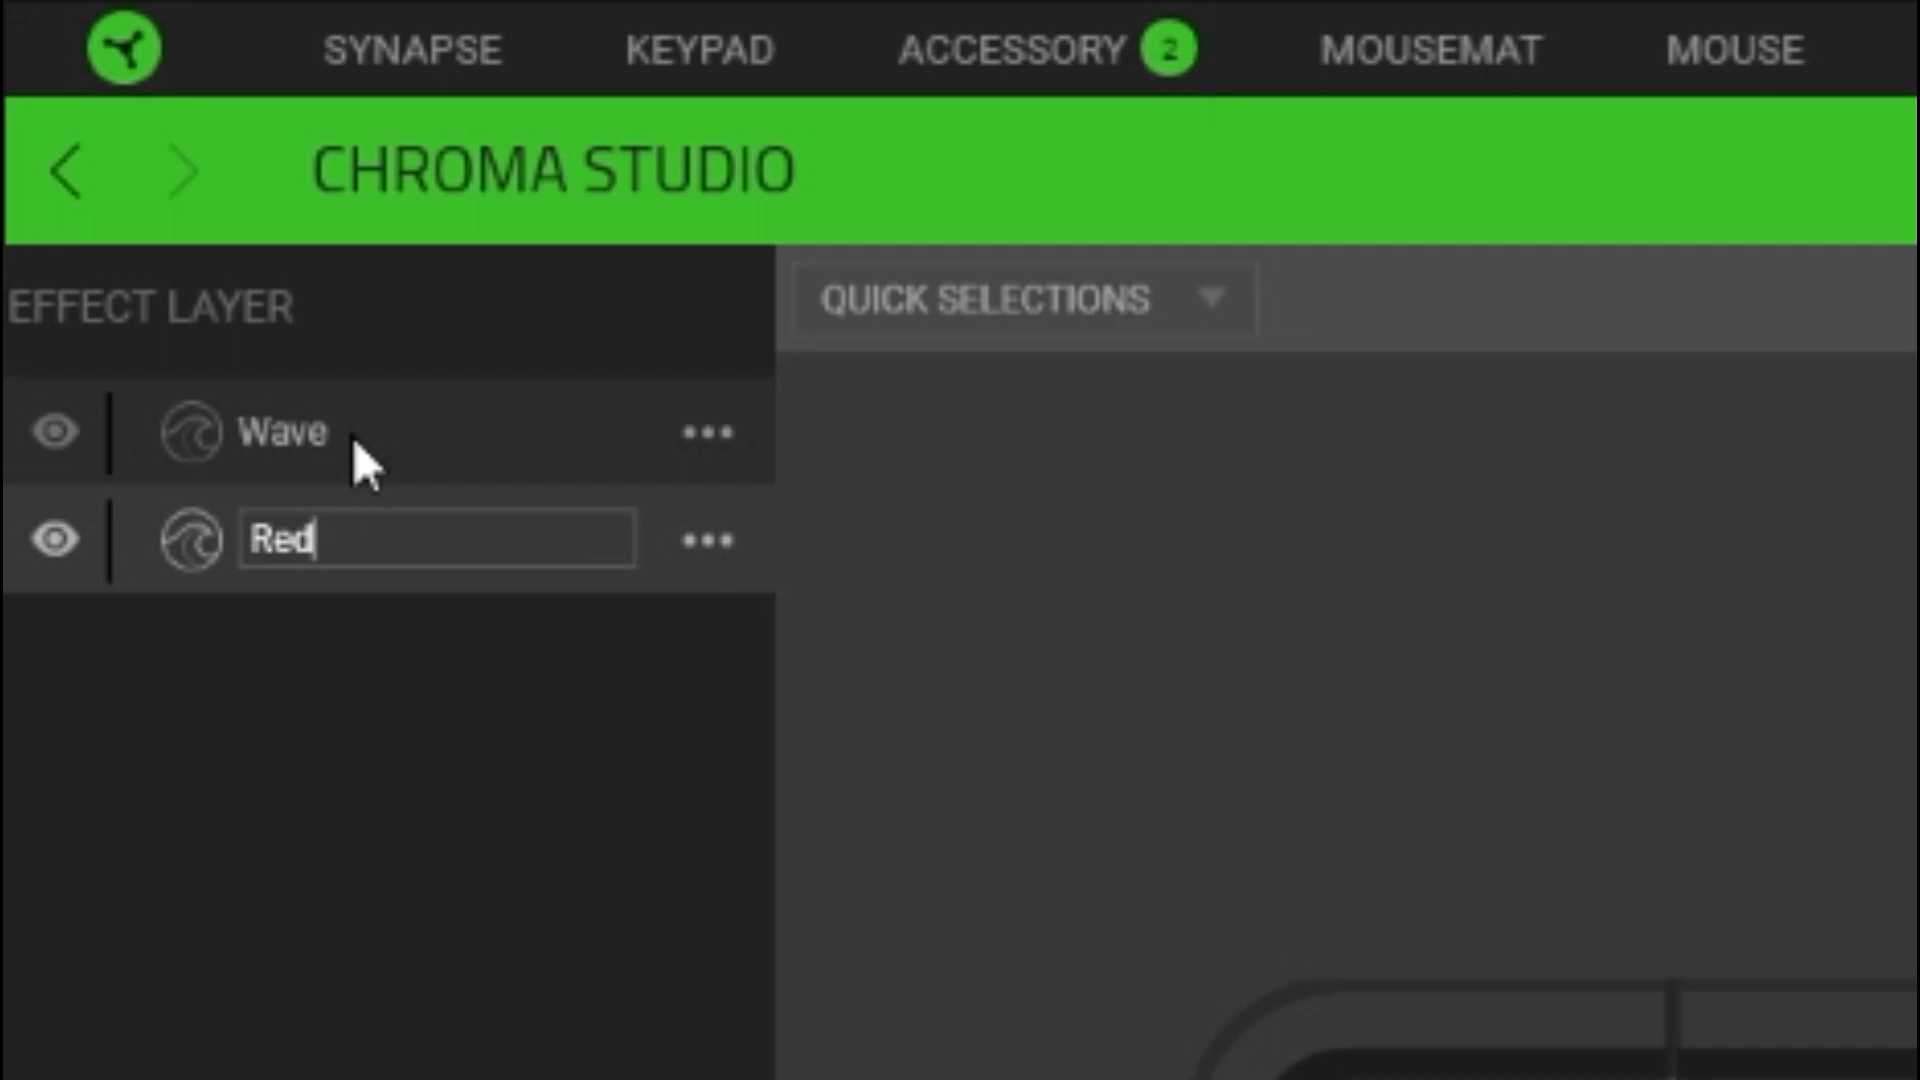 SYNAPSE KEYPAD ACCESSORY 2 MOUSEMAT MOUSE
CHROMA STUDIO
EFFECT LAYER
QUICK SELECTIONS
Wave
Red